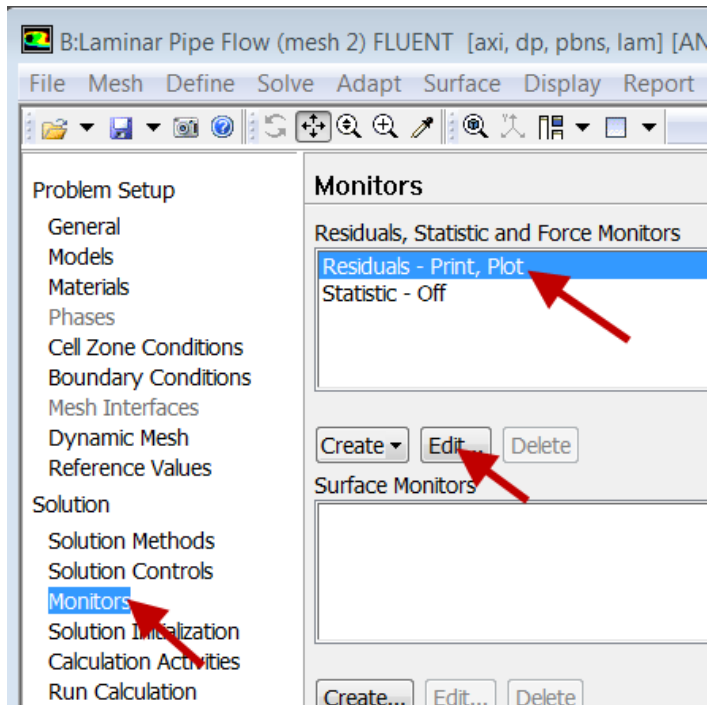 B:Laminar Pipe Flow (mesh 2) FLUENT [axi, dp, pbns, lam] [AN
File Mesh Define Solve Adapt Surface Display Report
Problem Setup
General
Models
Materials
Phases
Cell Zone Conditions
Boundary Conditions
Mesh Interfaces
Dynamic Mesh
Reference Values
Solution
Solution Methods
Solution Controls
Monitors
Solution Initialization
Calculation Activities
Run Calculation
Monitors
Residuals, Statistic and Force Monitors
Residuals - Print, Plot
Statistic - Off
Create Edit... Delete
Surface Monitors
Create... Edit... Delete